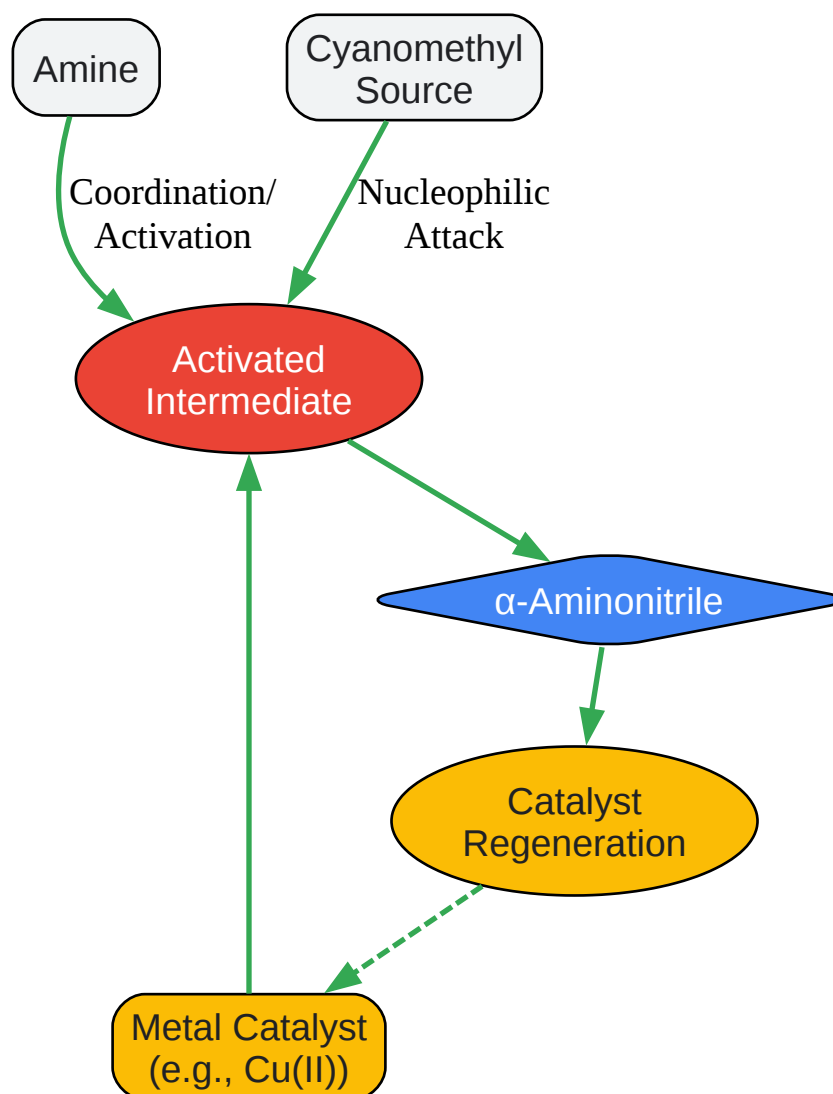 Amine
Cyanomethyl
Source
Coordination/
Activation
Nucleophilic
Attack
Activated
Intermediate
α-Aminonitrile
Catalyst
Regeneration
Metal Catalyst
(e.g., Cu(II))